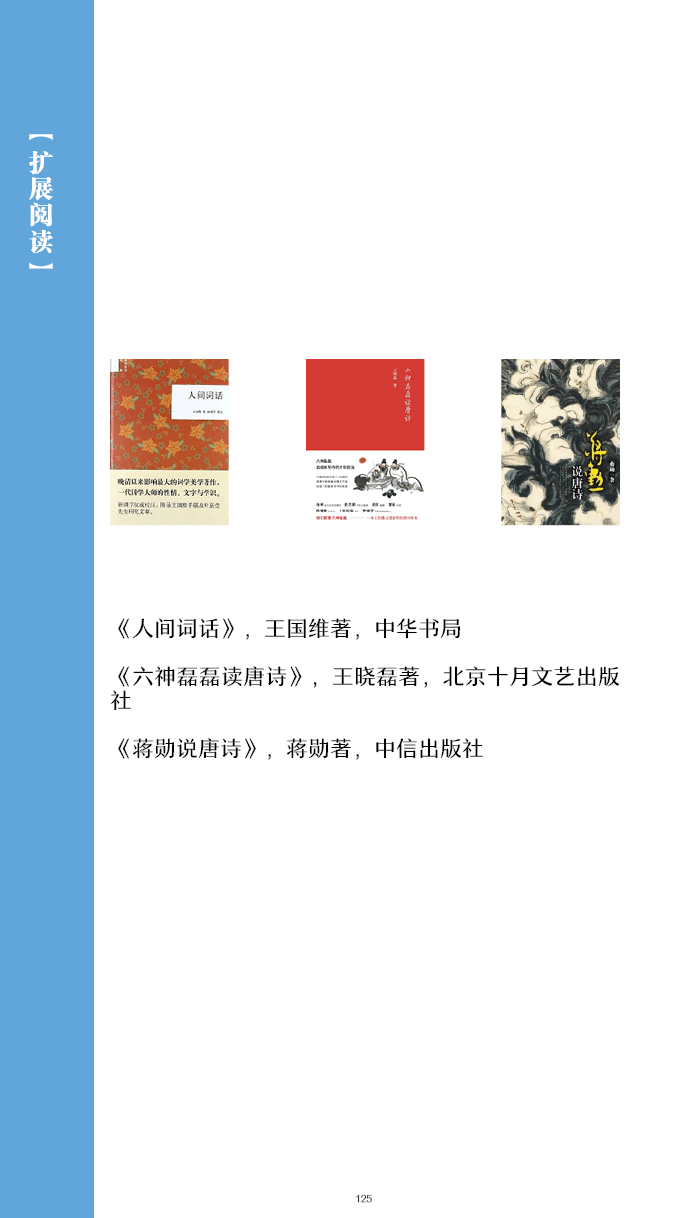 【扩展阅读】
人间词话
晚清以来影响最大的词学美学著作。
一代国学大师的性情、文字与学识。
六神磊磊读唐诗
蒋勋
说唐诗
蒋勋 著
《人间词话》，王国维著，中华书局
《六神磊磊读唐诗》，王晓磊著，北京十月文艺出版
社
《蒋勋说唐诗》，蒋勋著，中信出版社
125